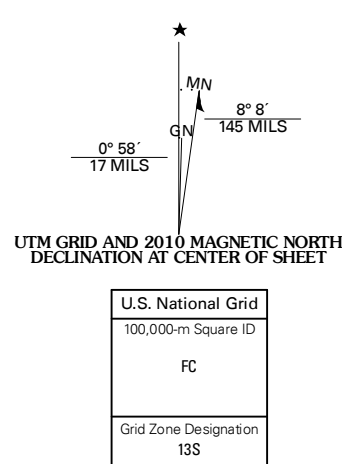 ★
MN
8° 8´
145 MILS
GN
0° 58´
17 MILS
UTM GRID AND 2010 MAGNETIC NORTH
DECLINATION AT CENTER OF SHEET
U.S. National Grid
100,000-m Square ID
FC
Grid Zone Designation
13S